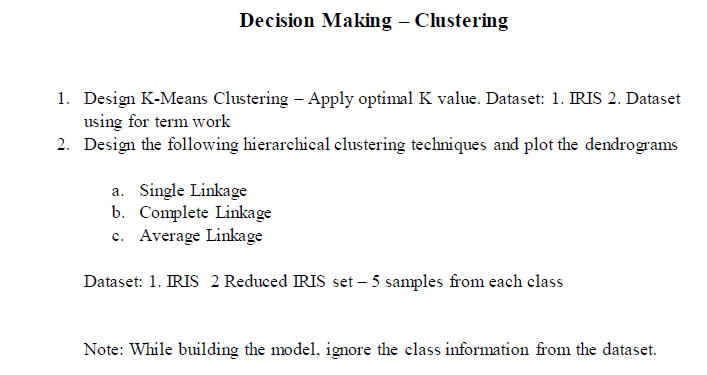 Decision Making – Clustering
1. Design K-Means Clustering – Apply optimal K value. Dataset: 1. IRIS 2. Dataset
using for term work
2. Design the following hierarchical clustering techniques and plot the dendrograms
a. Single Linkage
b. Complete Linkage
c. Average Linkage
Dataset: 1. IRIS 2 Reduced IRIS set – 5 samples from each class
Note: While building the model, ignore the class information from the dataset.